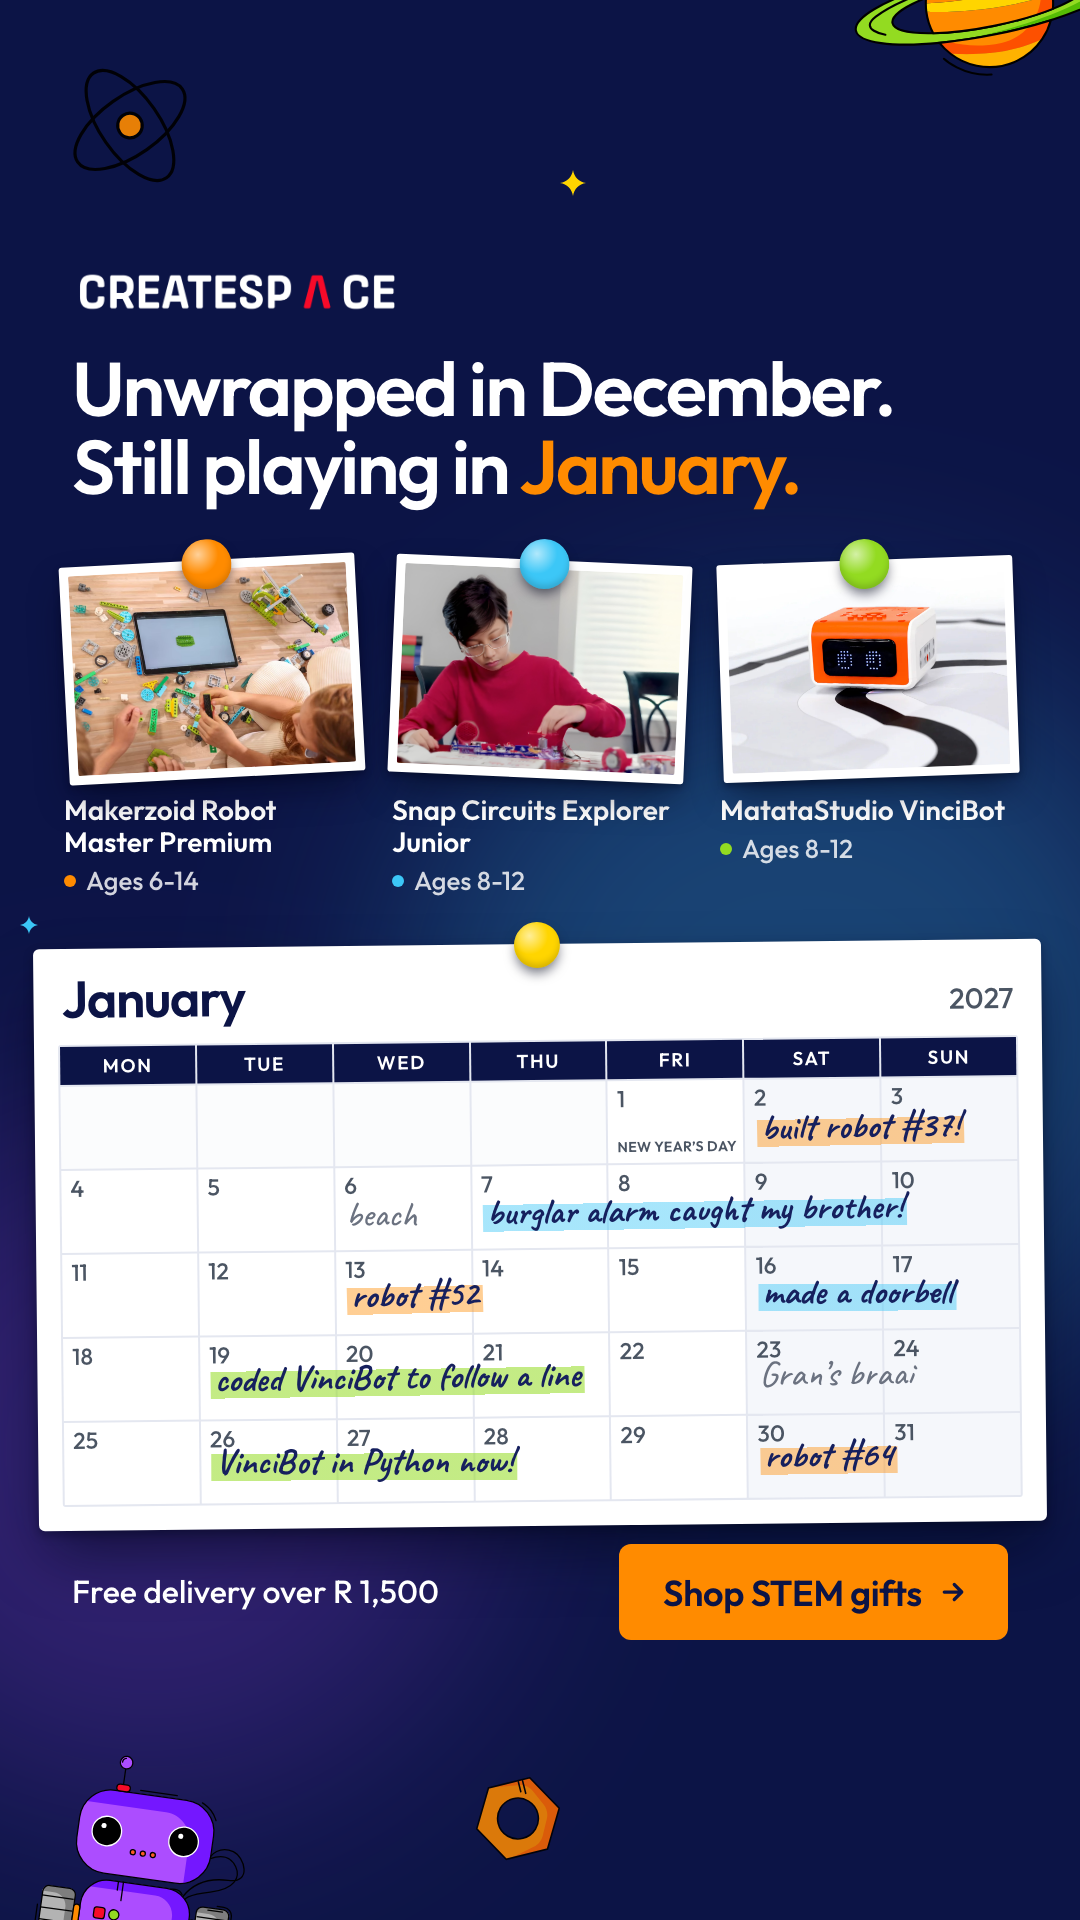 CREATESPACE
Unwrapped in December.
Still playing in January.
Makerzoid Robot
Master Premium
Ages 6-14
Snap Circuits Explorer
Junior
Ages 8-12
MatataStudio VinciBot
Ages 8-12
January
2027
MON TUE WED THU FRI SAT SUN
1 2 3
NEW YEAR'S DAY
built robot #37!
4 5 6 7 8 9 10
beach
burglar alarm caught my brother!
11 12 13 14 15 16 17
robot #52
made a doorbell
18 19 20 21 22 23 24
coded VinciBot to follow a line
Gran's braai
25 26 27 28 29 30 31
VinciBot in Python now!
robot #64
Free delivery over R 1,500
Shop STEM gifts →